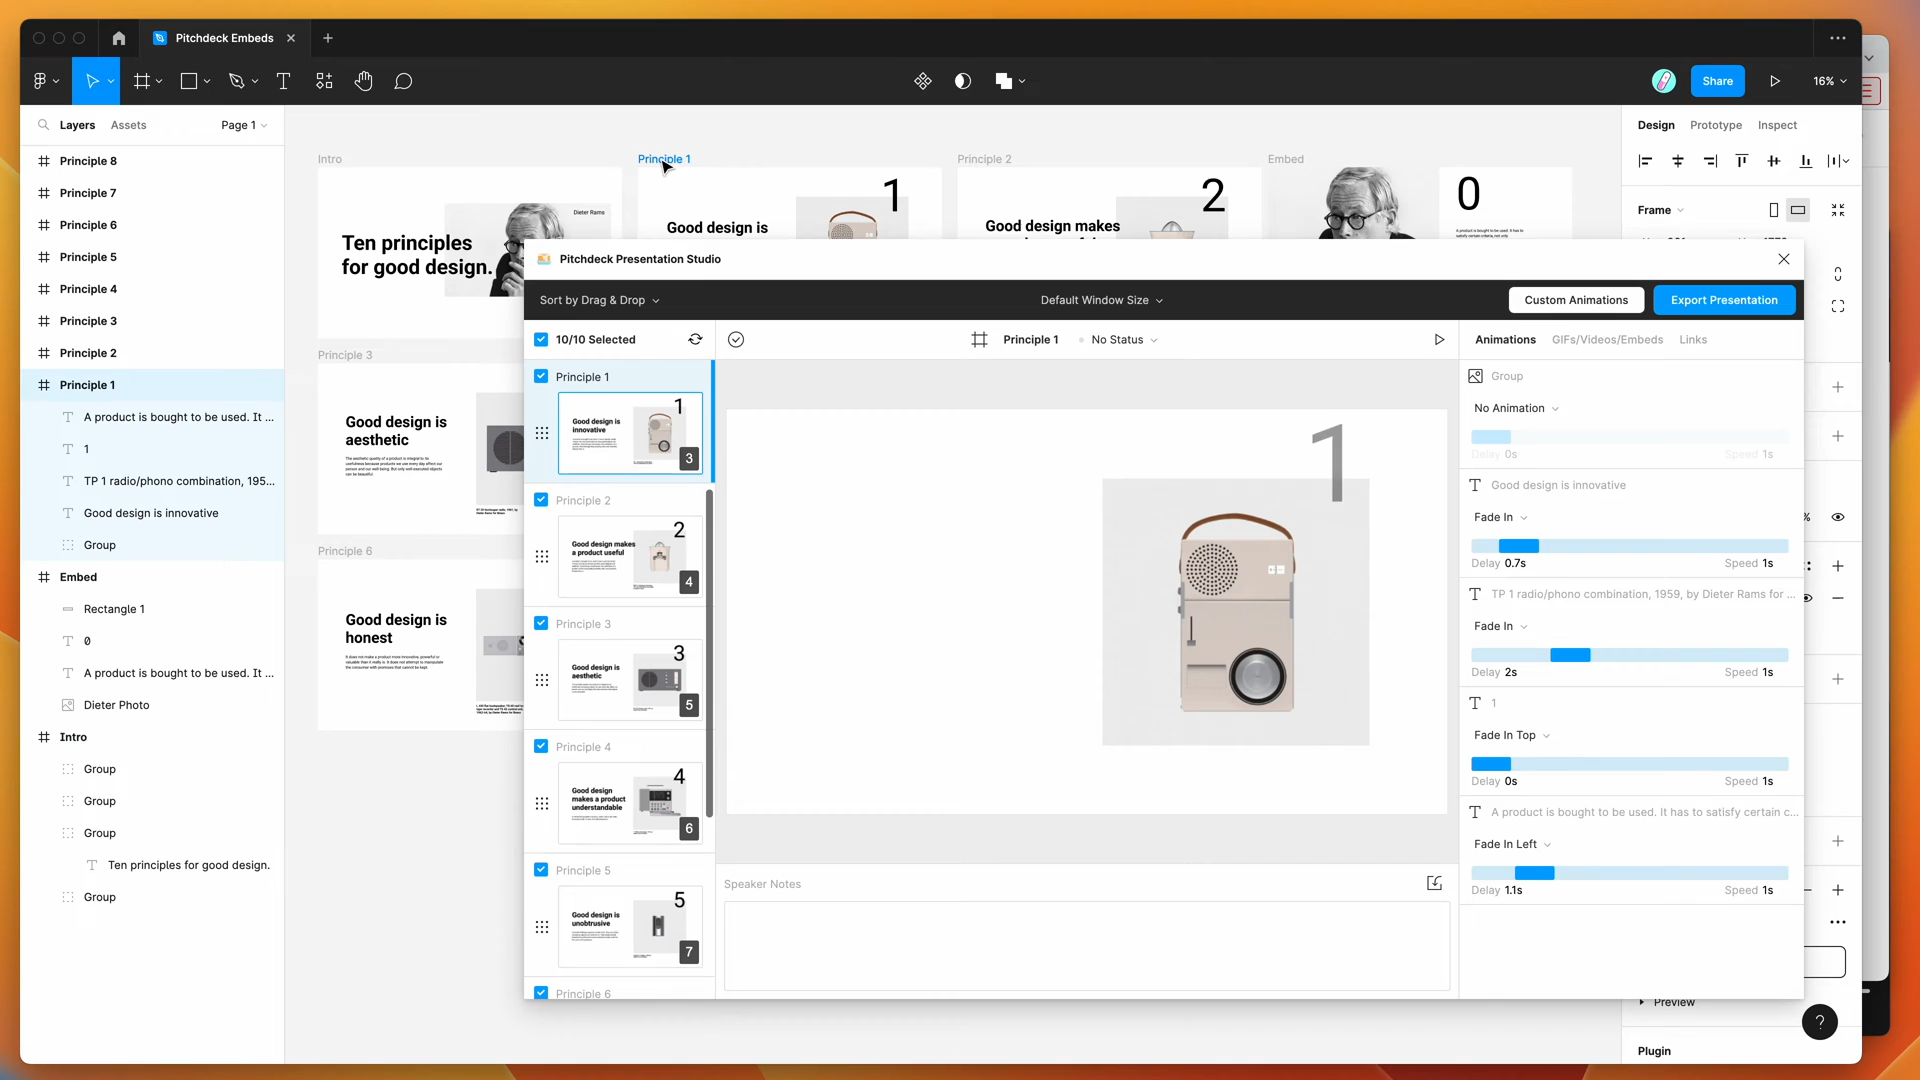 Pitchdeck Embeds
Share
16%
Layers
Assets
Page 1
Principle 8
Principle 7
Principle 6
Principle 5
Principle 4
Principle 3
Principle 2
Principle 1
A product is bought to be used. It ...
1
TP 1 radio/phono combination, 195...
Good design is innovative
Group
Embed
Rectangle 1
0
A product is bought to be used. It ...
Dieter Photo
Intro
Group
Group
Group
Ten principles for good design.
Group
Intro
Dieter Rams
Ten principles
for good design.
Principle 1
1
Good design is
Principle 2
2
Good design makes
Embed
0
Principle 3
Good design is
aesthetic
Principle 6
Good design is
honest
Pitchdeck Presentation Studio
Sort by Drag & Drop
Default Window Size
Custom Animations
Export Presentation
10/10 Selected
Principle 1
No Status
Principle 1
Good design is
innovative
1
3
Principle 2
Good design makes
a product useful
2
4
Principle 3
Good design is
aesthetic
3
5
Principle 4
Good design
makes a product
understandable
4
6
Principle 5
Good design is
unobtrusive
5
7
Principle 6
1
Speaker Notes
Animations
GIFs/Videos/Embeds
Links
Group
No Animation
Delay 0s
Speed 1s
Good design is innovative
Fade In
Delay 0.7s
Speed 1s
TP 1 radio/phono combination, 1959, by Dieter Rams for ...
Fade In
Delay 2s
Speed 1s
1
Fade In Top
Delay 0s
Speed 1s
A product is bought to be used. It has to satisfy certain c...
Fade In Left
Delay 1.1s
Speed 1s
Design
Prototype
Inspect
Frame
%
Preview
?
Plugin